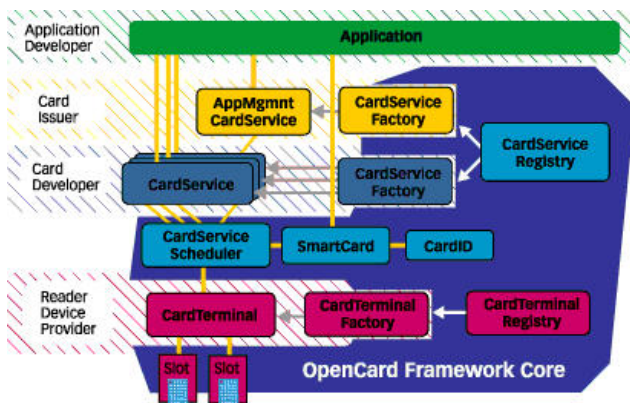 Application
Developer
Application
Card
Issuer
AppMgmnt
CardService
CardService
Factory
CardService
Registry
Card
Developer
CardService
CardService
Factory
CardService
Scheduler
SmartCard
CardID
Reader
Device
Provider
CardTerminal
CardTerminal
Factory
CardTerminal
Registry
Slot
Slot
OpenCard Framework Core